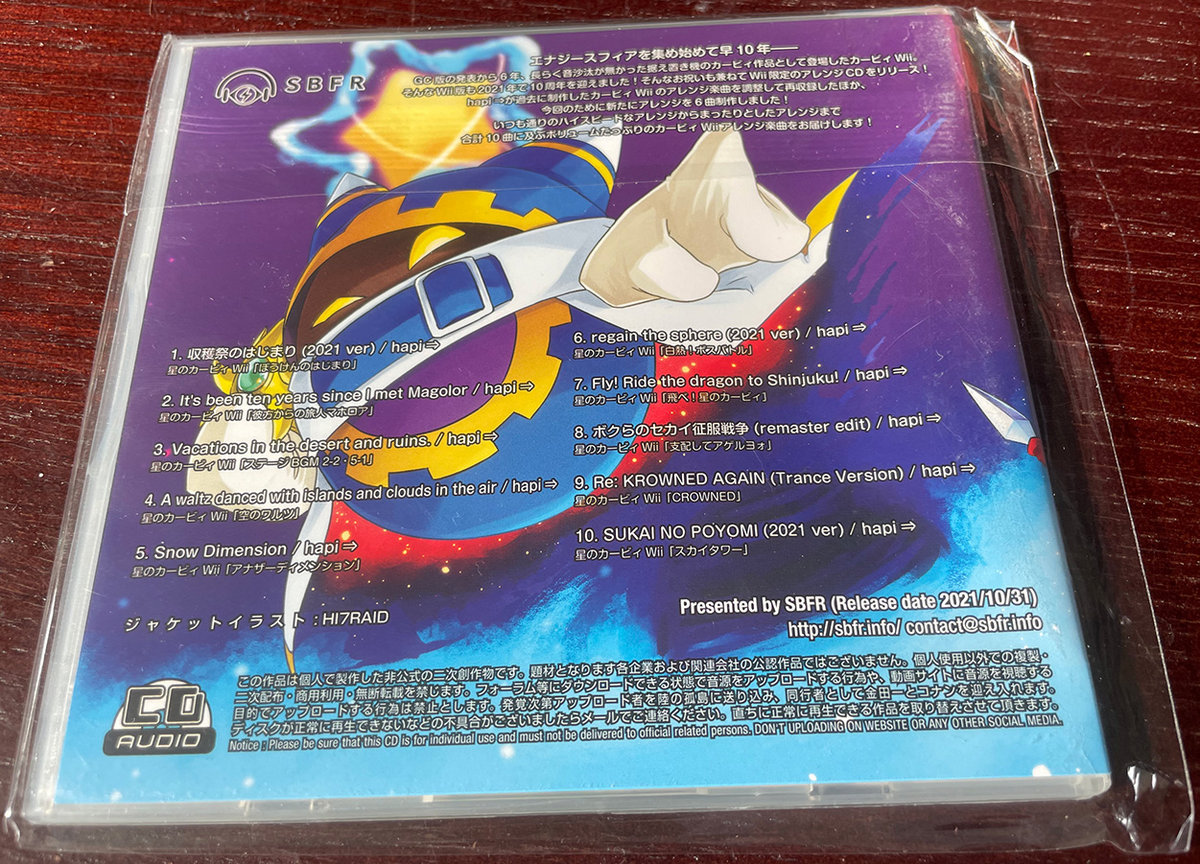 SBFR
エナジースフィアを集め始めて早10年──
GC版の発表から6年、長らく音沙汰が無かった据え置き機のカービィ作品として登場したカービィWii。
そんなWii版も2021年で10周年を迎えました！そんなお祝いも兼ねてWii限定のアレンジCDをリリース！
hapi⇒が過去に制作したカービィWiiのアレンジ楽曲を調整して再収録したほか、
今回のために新たにアレンジを6曲制作しました！
いつも通りのハイスピードなアレンジからまったりとしたアレンジまで
合計10曲に及ぶボリュームたっぷりのカービィWiiアレンジ楽曲をお届けします！
1. 収穫祭のはじまり (2021 ver) / hapi⇒
星のカービィWii「ぼうけんのはじまり」
2. It's been ten years since I met Magolor / hapi⇒
星のカービィWii「彼方からの旅人マホロア」
3. Vacations in the desert and ruins. / hapi⇒
星のカービィWii「ステージBGM 2-2・5-1」
4. A waltz danced with islands and clouds in the air / hapi⇒
星のカービィWii「空のワルツ」
5. Snow Dimension / hapi⇒
星のカービィWii「アナザーディメンション」
6. regain the sphere (2021 ver) / hapi⇒
星のカービィWii「白熱！ボスバトル」
7. Fly! Ride the dragon to Shinjuku! / hapi⇒
星のカービィWii「飛べ！星のカービィ」
8. ボクらのセカイ征服戦争 (remaster edit) / hapi⇒
星のカービィWii「支配してアゲルヨォ」
9. Re: KROWNED AGAIN (Trance Version) / hapi⇒
星のカービィWii「CROWNED」
10. SUKAI NO POYOMI (2021 ver) / hapi⇒
星のカービィWii「スカイタワー」
ジャケットイラスト : HI7RAID
Presented by SBFR (Release date 2021/10/31)
http://sbfr.info/ contact@sbfr.info
CD
AUDIO
この作品は個人で製作した非公式の二次創作物です。題材となります各企業および関連会社の公認作品ではございません。個人使用以外での複製・
二次配布・商用利用・無断転載を禁じます。フォーラム等にダウンロードできる状態で音源をアップロードする行為や、動画サイトに音源を視聴する
目的でアップロードする行為は禁止とします。発覚次第アップロード者を陸の孤島に送り込み、同行者として金田一とコナンを迎え入れます。
ディスクが正常に再生できないなどの不具合がございましたらメールでご連絡ください。直ちに正常に再生できる作品を取り替えさせて頂きます。
Notice : Please be sure that this CD is for individual use and must not be delivered to official related persons. DON'T UPLOADING ON WEBSITE OR ANY OTHER SOCIAL MEDIA.